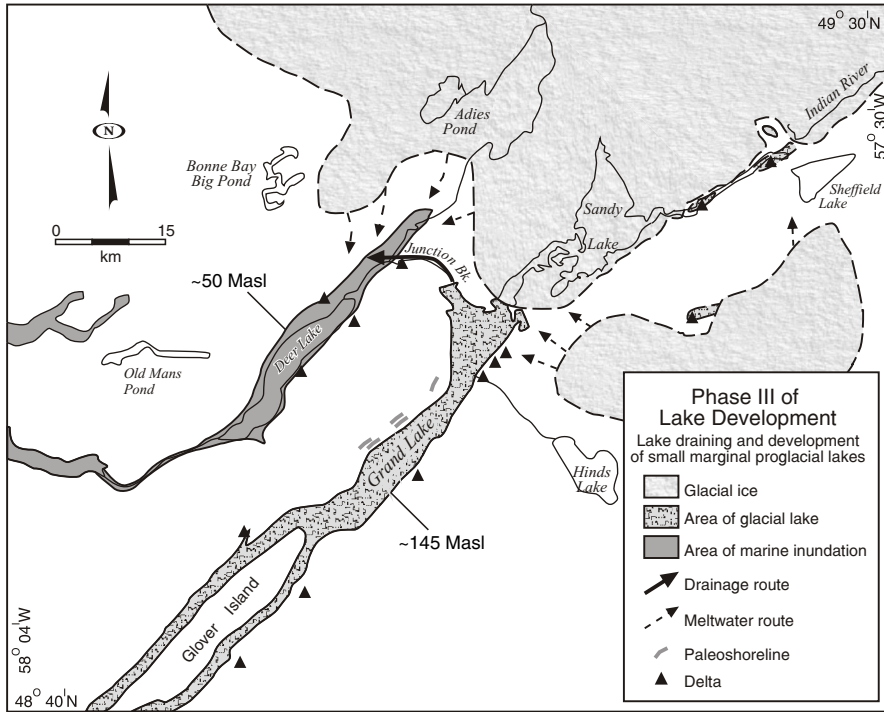 49° 30'N
57° 30'W
Indian River
Adies
Pond
N
Bonne Bay
Big Pond
Sheffield
Lake
Sandy
Lake
0 15
km
Junction Bk.
~50 Masl
Deer Lake
Old Mans
Pond
Phase III of
Lake Development
Lake draining and development
of small marginal proglacial lakes
Glacial ice
Area of glacial lake
Area of marine inundation
Drainage route
Meltwater route
Paleoshoreline
Delta
Grand Lake
Hinds
Lake
~145 Masl
Glover Island
58° 04'W
48° 40'N